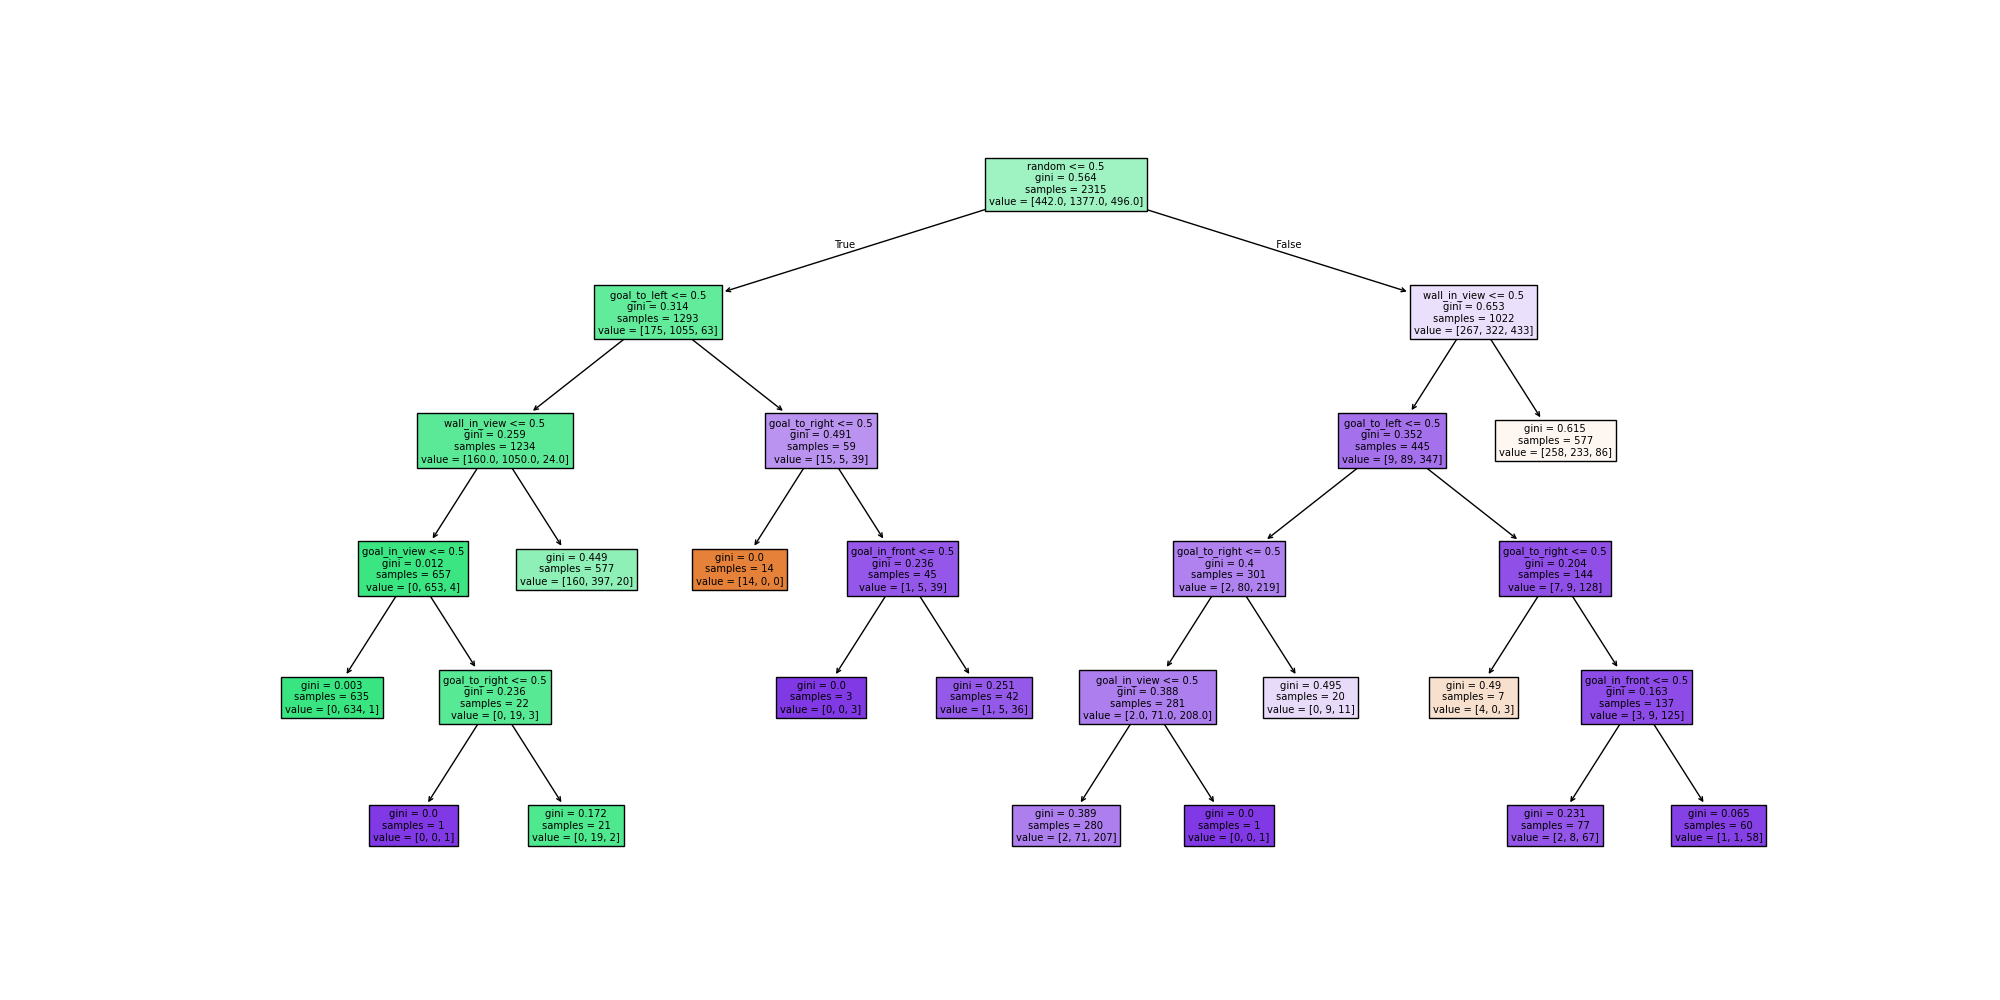 random <= 0.5
gini = 0.564
samples = 2315
value = [442.0, 1377.0, 496.0]
True
False
goal_to_left <= 0.5
gini = 0.314
samples = 1293
value = [175, 1055, 63]
wall_in_view <= 0.5
gini = 0.653
samples = 1022
value = [267, 322, 433]
wall_in_view <= 0.5
gini = 0.259
samples = 1234
value = [160.0, 1050.0, 24.0]
goal_to_right <= 0.5
gini = 0.491
samples = 59
value = [15, 5, 39]
goal_to_left <= 0.5
gini = 0.352
samples = 445
value = [9, 89, 347]
gini = 0.615
samples = 577
value = [258, 233, 86]
goal_in_view <= 0.5
gini = 0.012
samples = 657
value = [0, 653, 4]
gini = 0.449
samples = 577
value = [160, 397, 20]
gini = 0.0
samples = 14
value = [14, 0, 0]
goal_in_front <= 0.5
gini = 0.236
samples = 45
value = [1, 5, 39]
goal_to_right <= 0.5
gini = 0.4
samples = 301
value = [2, 80, 219]
goal_to_right <= 0.5
gini = 0.204
samples = 144
value = [7, 9, 128]
gini = 0.003
samples = 635
value = [0, 634, 1]
goal_to_right <= 0.5
gini = 0.236
samples = 22
value = [0, 19, 3]
gini = 0.0
samples = 3
value = [0, 0, 3]
gini = 0.251
samples = 42
value = [1, 5, 36]
goal_in_view <= 0.5
gini = 0.388
samples = 281
value = [2.0, 71.0, 208.0]
gini = 0.495
samples = 20
value = [0, 9, 11]
gini = 0.49
samples = 7
value = [4, 0, 3]
goal_in_front <= 0.5
gini = 0.163
samples = 137
value = [3, 9, 125]
gini = 0.0
samples = 1
value = [0, 0, 1]
gini = 0.172
samples = 21
value = [0, 19, 2]
gini = 0.389
samples = 280
value = [2, 71, 207]
gini = 0.0
samples = 1
value = [0, 0, 1]
gini = 0.231
samples = 77
value = [2, 8, 67]
gini = 0.065
samples = 60
value = [1, 1, 58]